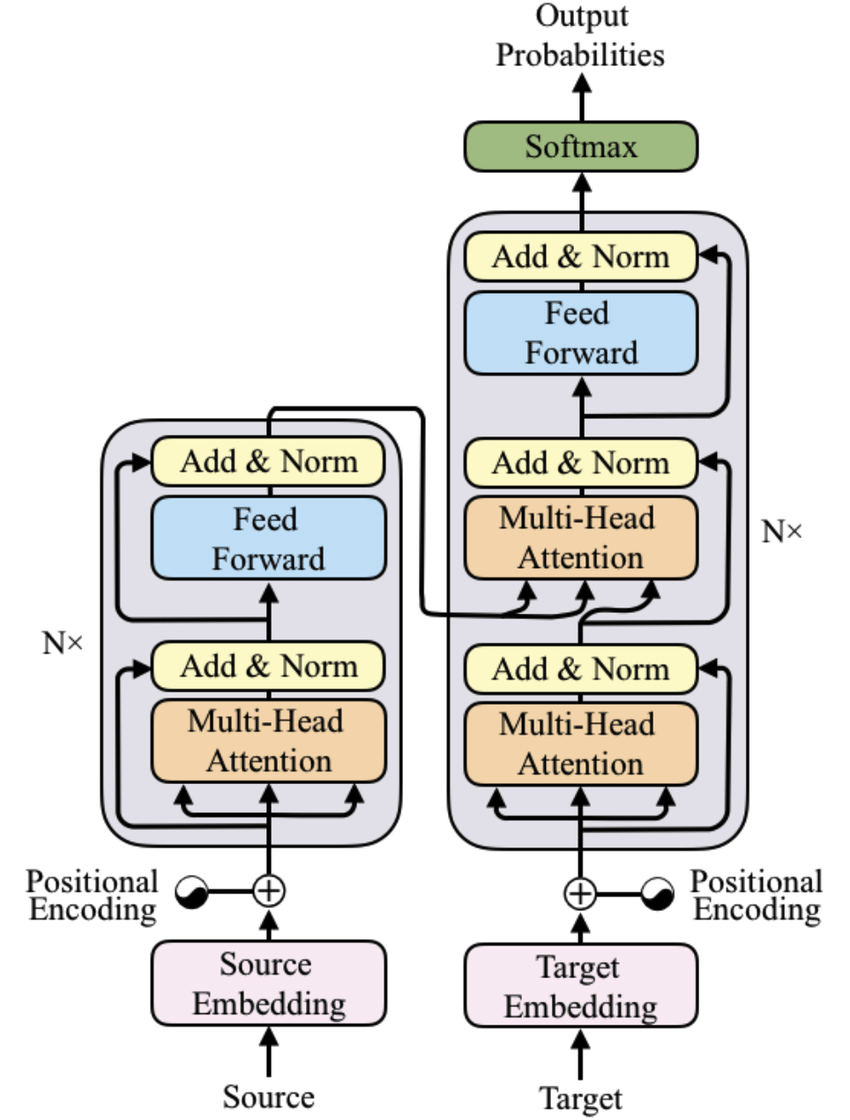 Output
Probabilities
Softmax
Add & Norm
Feed
Forward
Add & Norm
Multi-Head
Attention
N×
Add & Norm
Multi-Head
Attention
Add & Norm
Feed
Forward
N×
Add & Norm
Multi-Head
Attention
Positional
Encoding
Positional
Encoding
Source
Embedding
Target
Embedding
Source
Target